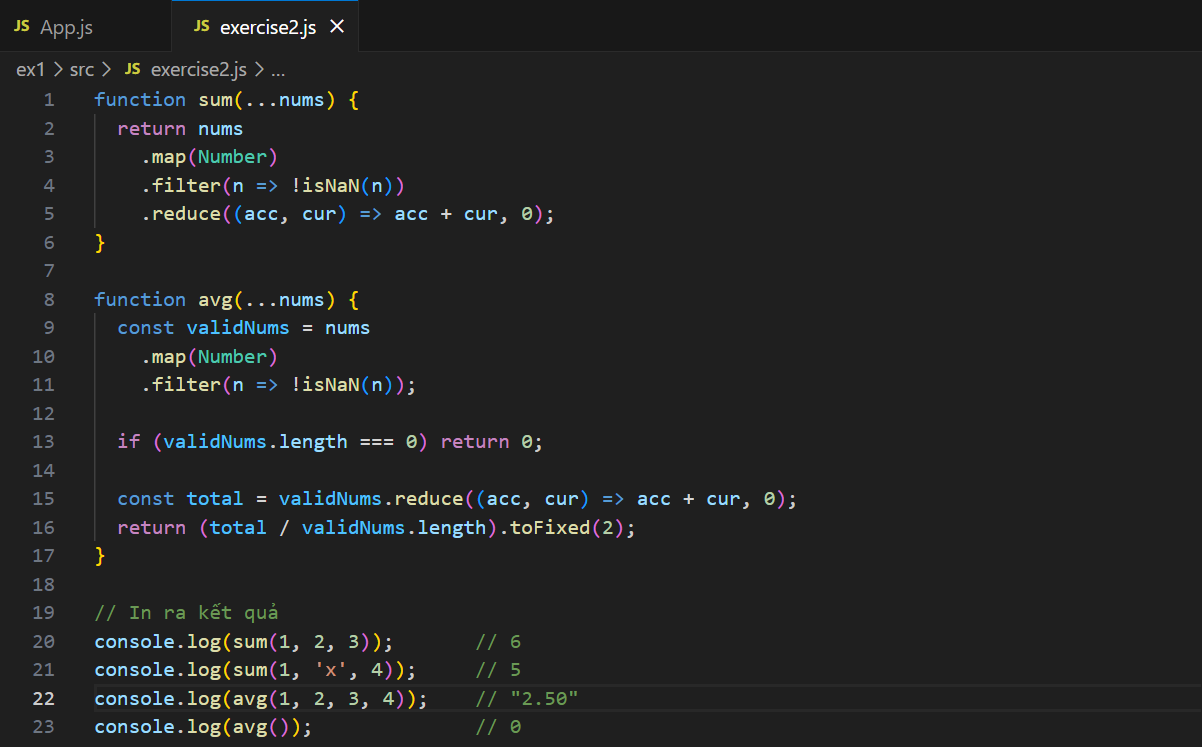 JS App.js JS exercise2.js ×
ex1 > src > JS exercise2.js > ...
1 function sum(...nums) {
2   return nums
3     .map(Number)
4     .filter(n => !isNaN(n))
5     .reduce((acc, cur) => acc + cur, 0);
6 }
7
8 function avg(...nums) {
9   const validNums = nums
10     .map(Number)
11     .filter(n => !isNaN(n));
12
13   if (validNums.length === 0) return 0;
14
15   const total = validNums.reduce((acc, cur) => acc + cur, 0);
16   return (total / validNums.length).toFixed(2);
17 }
18
19 // In ra kết quả
20 console.log(sum(1, 2, 3));       // 6
21 console.log(sum(1, 'x', 4));     // 5
22 console.log(avg(1, 2, 3, 4));    // "2.50"
23 console.log(avg());              // 0